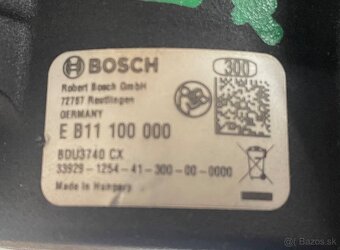 BOSCH
300
Robert Bosch GmbH
72757 Reutlingen
GERMANY
E B11 100 000
BDU3740 CX
33929-1254-41-300-00-0000
Made in Hungary
bazos.sk